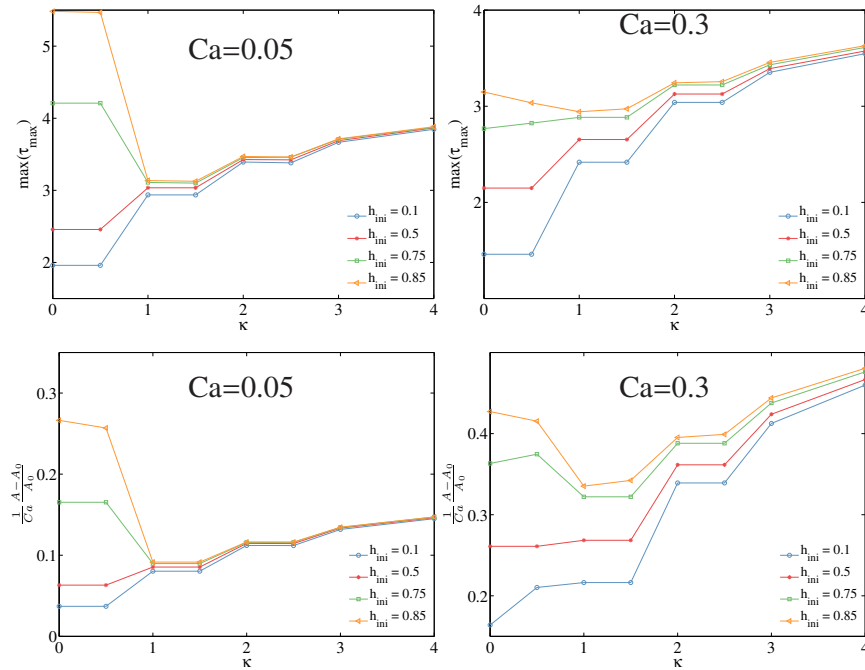 Ca=0.05
max(τmax)
5
4
3
2
0 1 2 3 4
κ
h_ini = 0.1
h_ini = 0.5
h_ini = 0.75
h_ini = 0.85
Ca=0.3
max(τmax)
4
3
2
0 1 2 3 4
κ
h_ini = 0.1
h_ini = 0.5
h_ini = 0.75
h_ini = 0.85
Ca=0.05
1/Ca (A − A_0)/A_0
0.3
0.2
0.1
0
0 1 2 3 4
κ
h_ini = 0.1
h_ini = 0.5
h_ini = 0.75
h_ini = 0.85
Ca=0.3
1/Ca (A − A_0)/A_0
0.4
0.3
0.2
0 1 2 3 4
κ
h_ini = 0.1
h_ini = 0.5
h_ini = 0.75
h_ini = 0.85